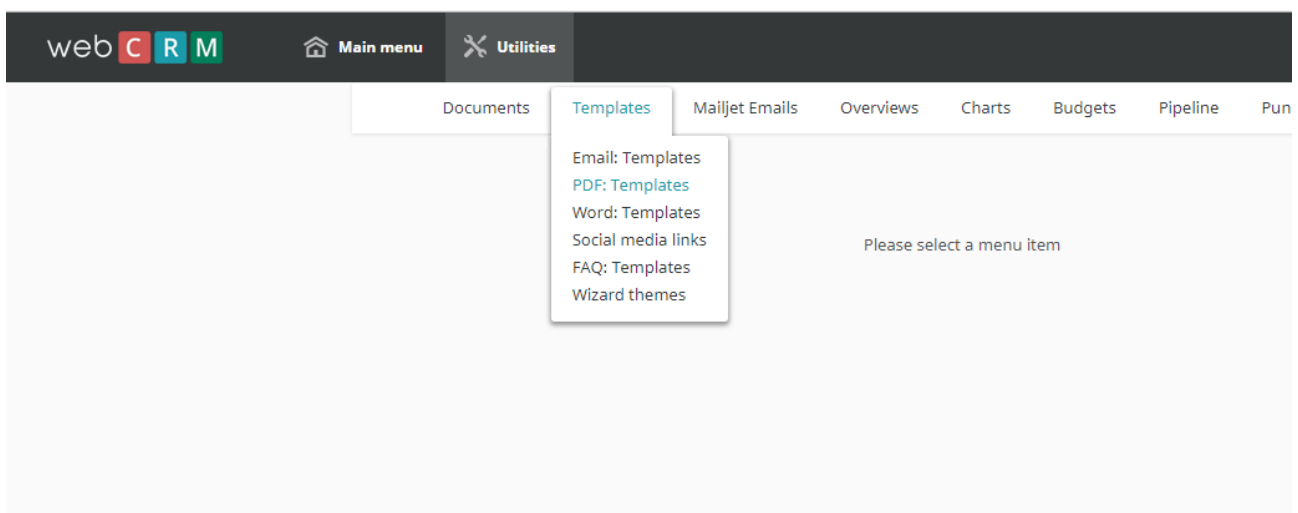 webCRM Main menu Utilities
Documents Templates Mailjet Emails Overviews Charts Budgets Pipeline Pun
Email: Templates
PDF: Templates
Word: Templates
Social media links
FAQ: Templates
Wizard themes
Please select a menu item